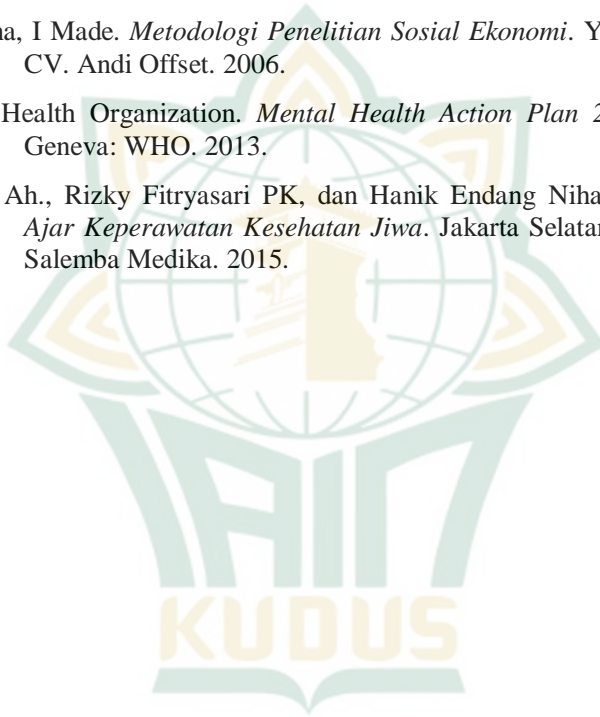 na, I Made. Metodologi Penelitian Sosial Ekonomi. Y
CV. Andi Offset. 2006.
Health Organization. Mental Health Action Plan 2
Geneva: WHO. 2013.
Ah., Rizky Fitryasari PK, dan Hanik Endang Niha
Ajar Keperawatan Kesehatan Jiwa. Jakarta Selatan
Salemba Medika. 2015.
IAIN
KUDUS